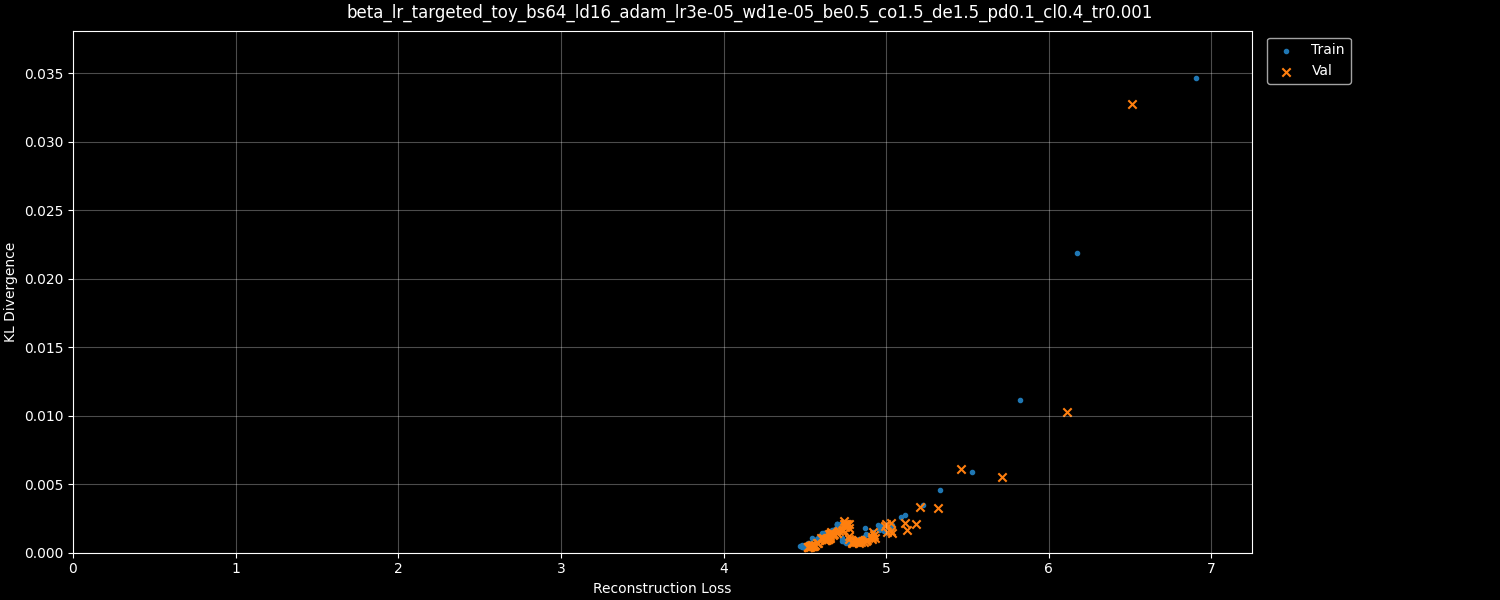 beta_lr_targeted_toy_bs64_ld16_adam_lr3e-05_wd1e-05_be0.5_co1.5_de1.5_pd0.1_cl0.4_tr0.001
Train
Val
KL Divergence
0.035
0.030
0.025
0.020
0.015
0.010
0.005
0.000
0 1 2 3 4 5 6 7
Reconstruction Loss